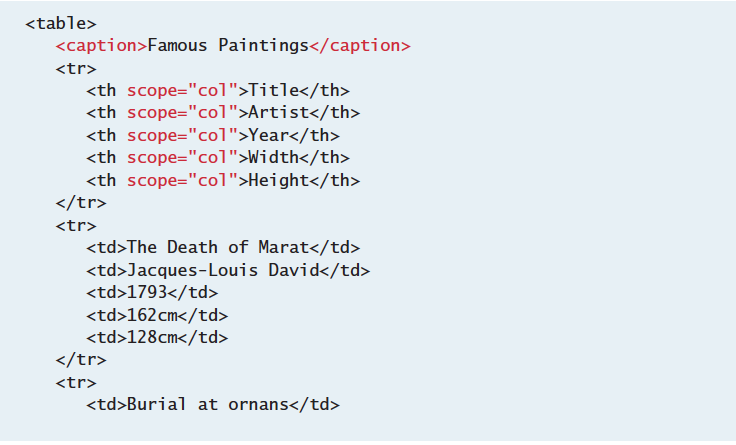 <table>
<caption>Famous Paintings</caption>
<tr>
<th scope="col">Title</th>
<th scope="col">Artist</th>
<th scope="col">Year</th>
<th scope="col">Width</th>
<th scope="col">Height</th>
</tr>
<tr>
<td>The Death of Marat</td>
<td>Jacques-Louis David</td>
<td>1793</td>
<td>162cm</td>
<td>128cm</td>
</tr>
<tr>
<td>Burial at ornans</td>